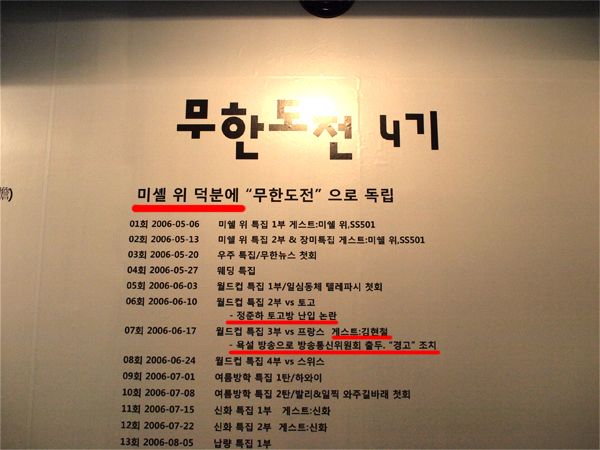 무한도전 4기
미셸 위 덕분에 "무한도전" 으로 독립
01회 2006-05-06 미셸 위 특집 1부 게스트:미셸 위,SS501
02회 2006-05-13 미셸 위 특집 2부 & 장미특집 게스트:미셸 위,SS501
03회 2006-05-20 우주 특집/무한뉴스 첫회
04회 2006-05-27 웨딩 특집
05회 2006-06-03 월드컵 특집 1부/일심동체 텔레파시 첫회
06회 2006-06-10 월드컵 특집 2부 vs 토고
- 정준하 토고방 난입 논란
07회 2006-06-17 월드컵 특집 3부 vs 프랑스 게스트:김현철
- 욕설 방송으로 방송통신위원회 출두. "경고" 조치
08회 2006-06-24 월드컵 특집 4부 vs 스위스
09회 2006-07-01 여름방학 특집 1탄/하와이
10회 2006-07-08 여름방학 특집 2탄/발리&일찍 와주길바래 첫회
11회 2006-07-15 신화 특집 1부 게스트:신화
12회 2006-07-22 신화 특집 2부 게스트:신화
13회 2006-08-05 납량 특집 1부